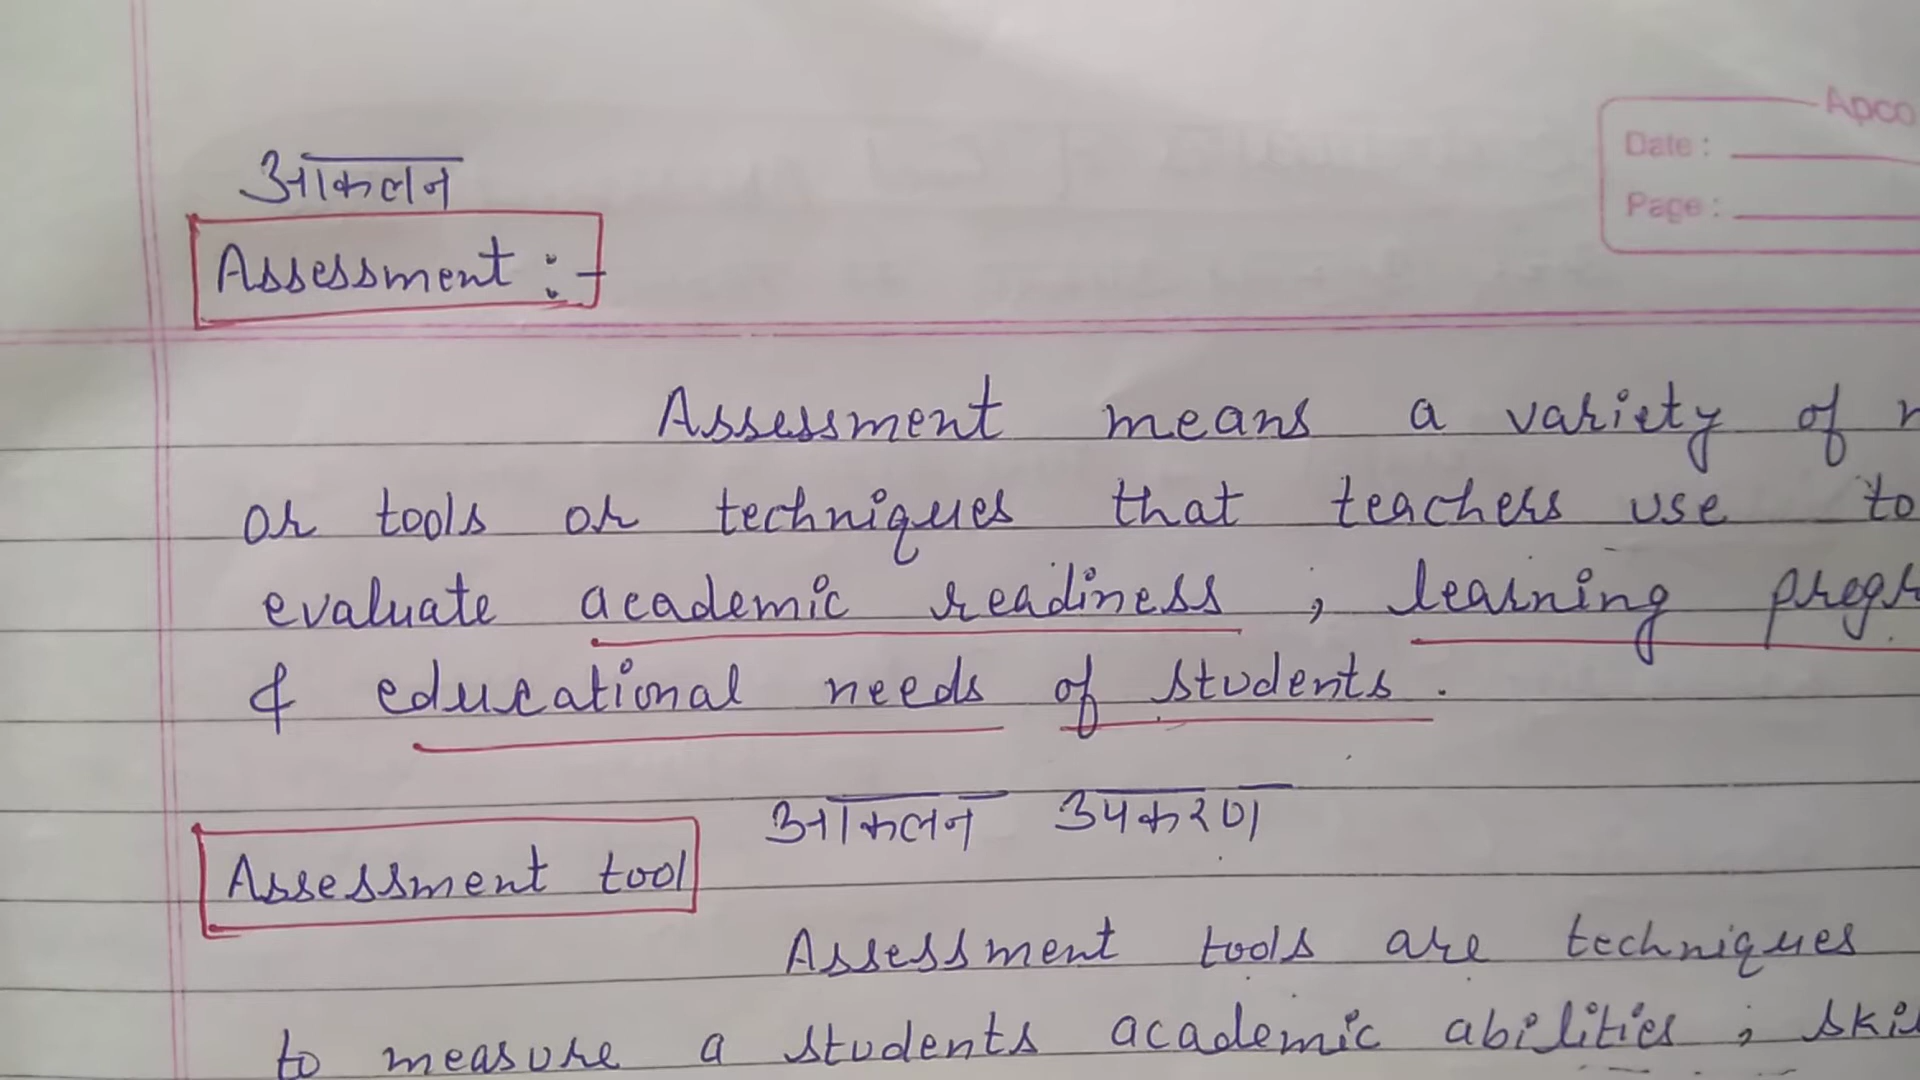 Apco
Date :
Page :
आकलन
Assessment :-
Assessment means a variety of
or tools or techniques that teachers use to
evaluate academic readiness , learning progr
& educational needs of students .
आकलन उपकरण
Assessment tool
Assessment tools are techniques
to measure a students academic abilities , skil